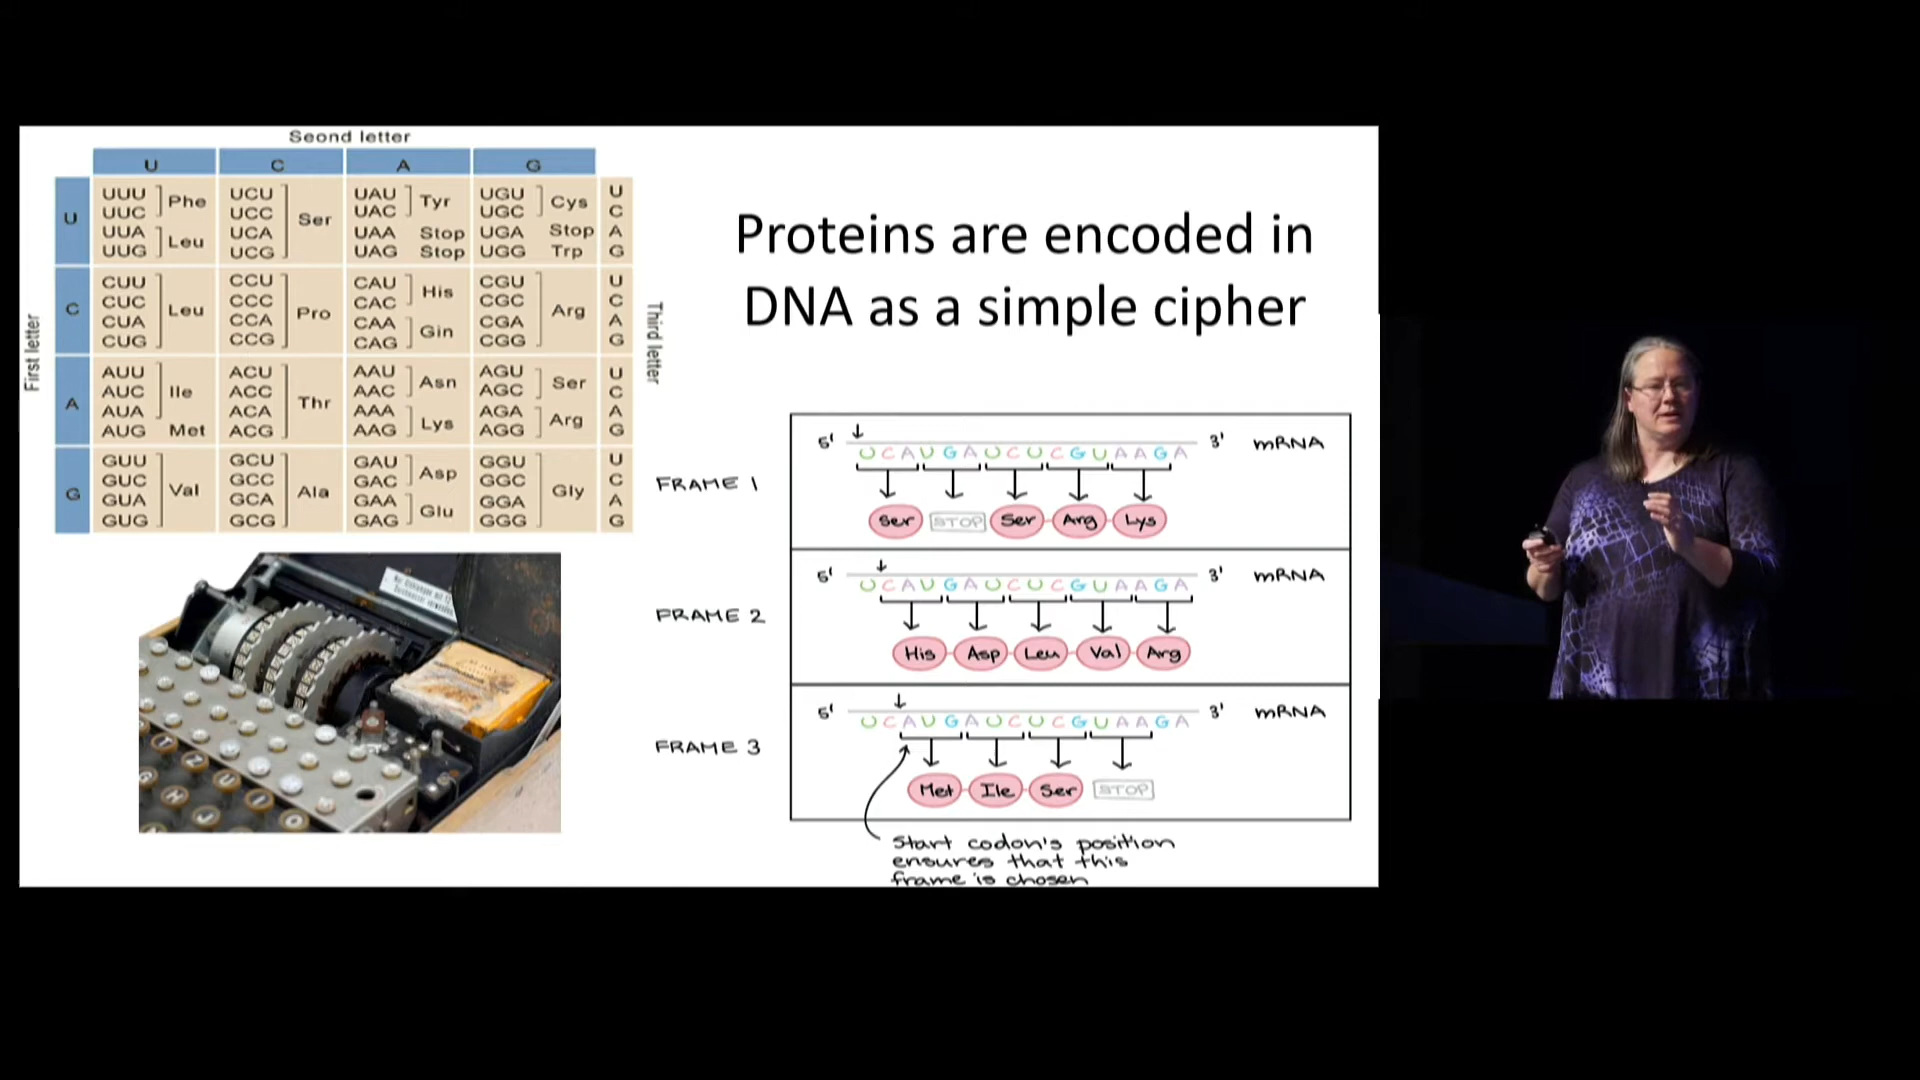 Seond letter
U C A G
First letter
U
UUU UUC Phe
UUA UUG Leu
UCU UCC UCA UCG Ser
UAU UAC Tyr
UAA Stop
UAG Stop
UGU UGC Cys
UGA Stop
UGG Trp
U C A G
C
CUU CUC CUA CUG Leu
CCU CCC CCA CCG Pro
CAU CAC His
CAA CAG Gin
CGU CGC CGA CGG Arg
U C A G
A
AUU AUC AUA Ile
AUG Met
ACU ACC ACA ACG Thr
AAU AAC Asn
AAA AAG Lys
AGU AGC Ser
AGA AGG Arg
U C A G
G
GUU GUC GUA GUG Val
GCU GCC GCA GCG Ala
GAU GAC Asp
GAA GAG Glu
GGU GGC GGA GGG Gly
U C A G
Third letter
Proteins are encoded in
DNA as a simple cipher
FRAME 1
5' 3' mRNA
UCAUGAUCUCGUAAGA
Ser STOP Ser Arg Lys
FRAME 2
5' 3' mRNA
UCAUGAUCUCGUAAGA
His Asp Leu Val Arg
FRAME 3
5' 3' mRNA
UCAUGAUCUCGUAAGA
Met Ile Ser STOP
Start codon's position
ensures that this
frame is chosen
T Z U
H J I O